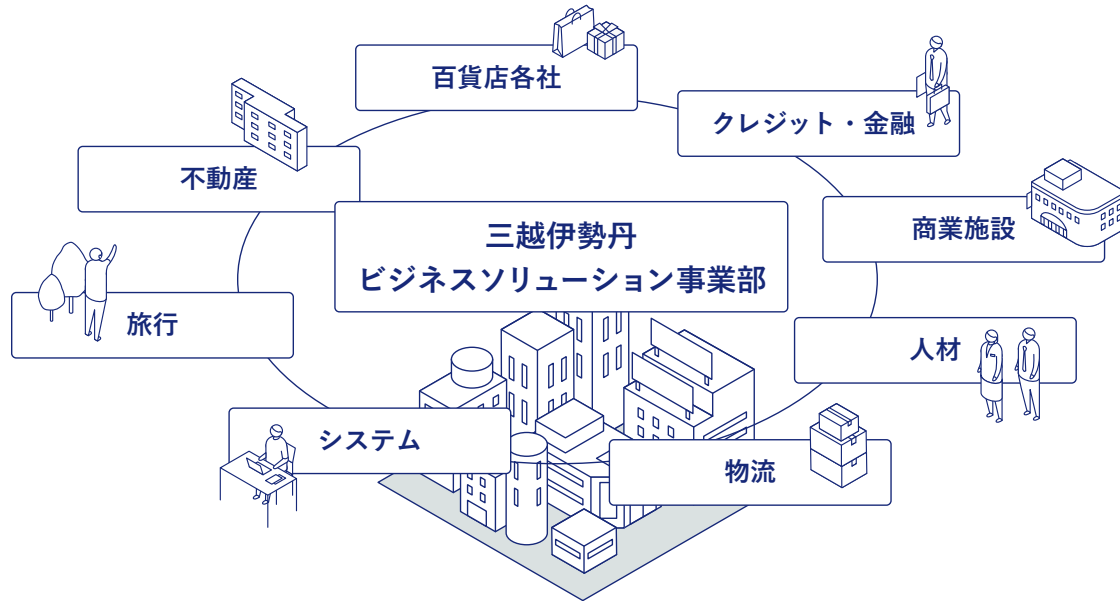 百貨店各社
クレジット・金融
不動産
商業施設
三越伊勢丹
ビジネスソリューション事業部
旅行
人材
システム
物流